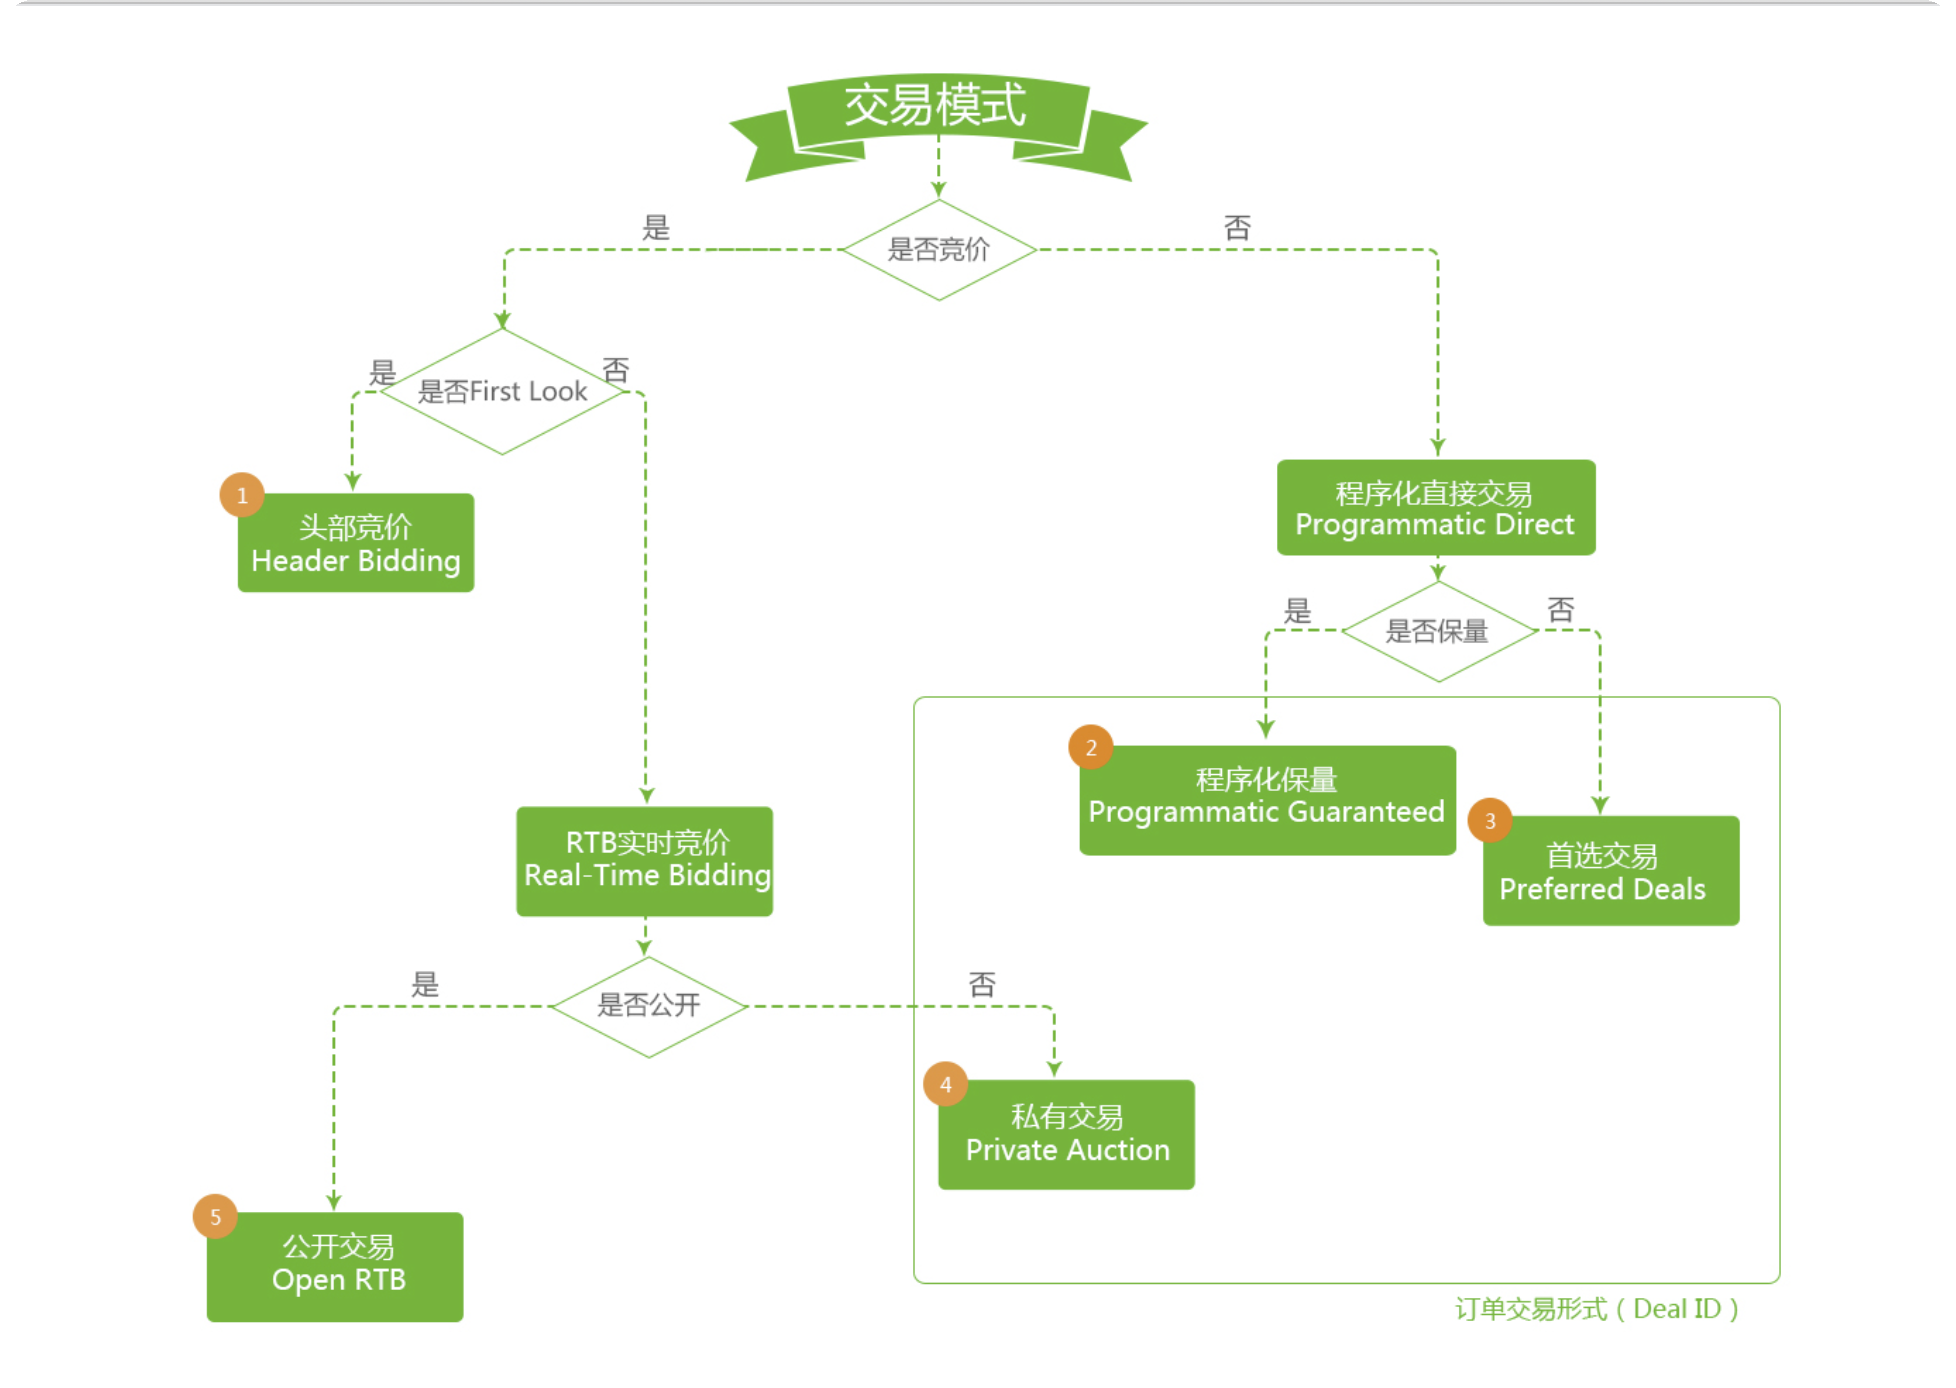 交易模式
是否竞价
是
否
是否First Look
是
否
1
头部竞价
Header Bidding
程序化直接交易
Programmatic Direct
是否保量
是
否
2
程序化保量
Programmatic Guaranteed
3
首选交易
Preferred Deals
RTB实时竞价
Real-Time Bidding
是否公开
是
否
4
私有交易
Private Auction
5
公开交易
Open RTB
订单交易形式（Deal ID）